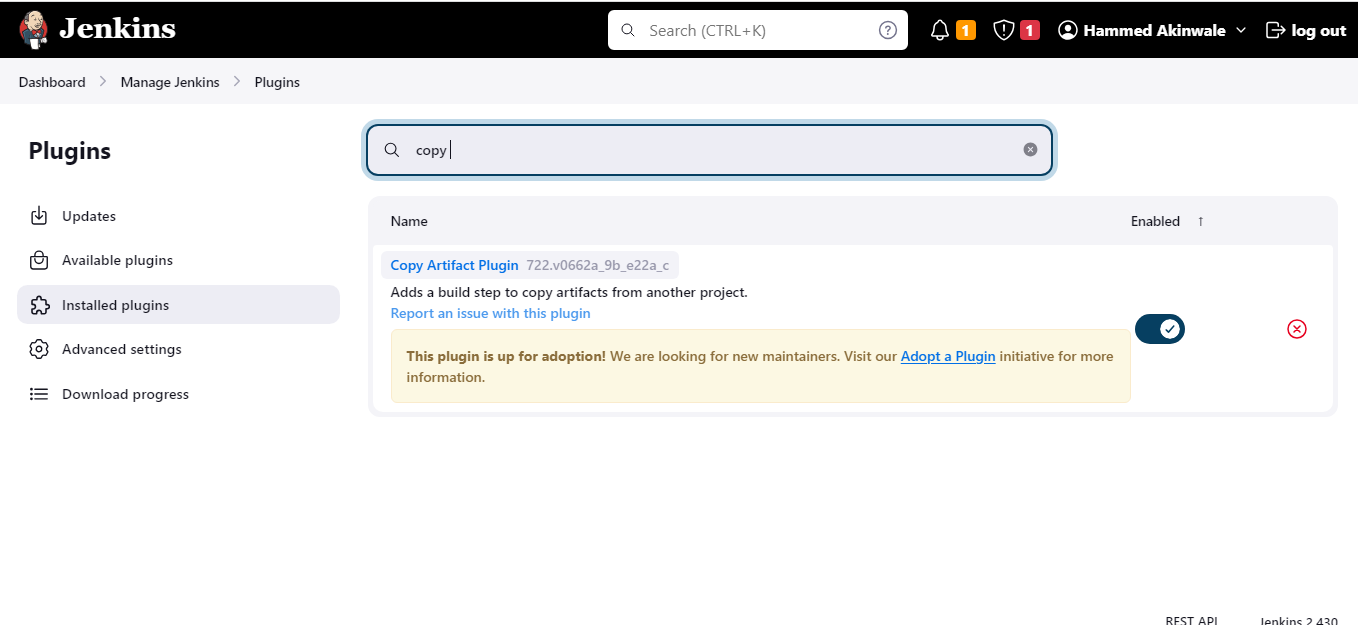 Jenkins
Search (CTRL+K)
1
1
Hammed Akinwale
log out
Dashboard
Manage Jenkins
Plugins
Plugins
copy
Updates
Available plugins
Installed plugins
Advanced settings
Download progress
Name
Enabled ↑
Copy Artifact Plugin 722.v0662a_9b_e22a_c
Adds a build step to copy artifacts from another project.
Report an issue with this plugin
This plugin is up for adoption! We are looking for new maintainers. Visit our Adopt a Plugin initiative for more
information.
REST API
Jenkins 2.430